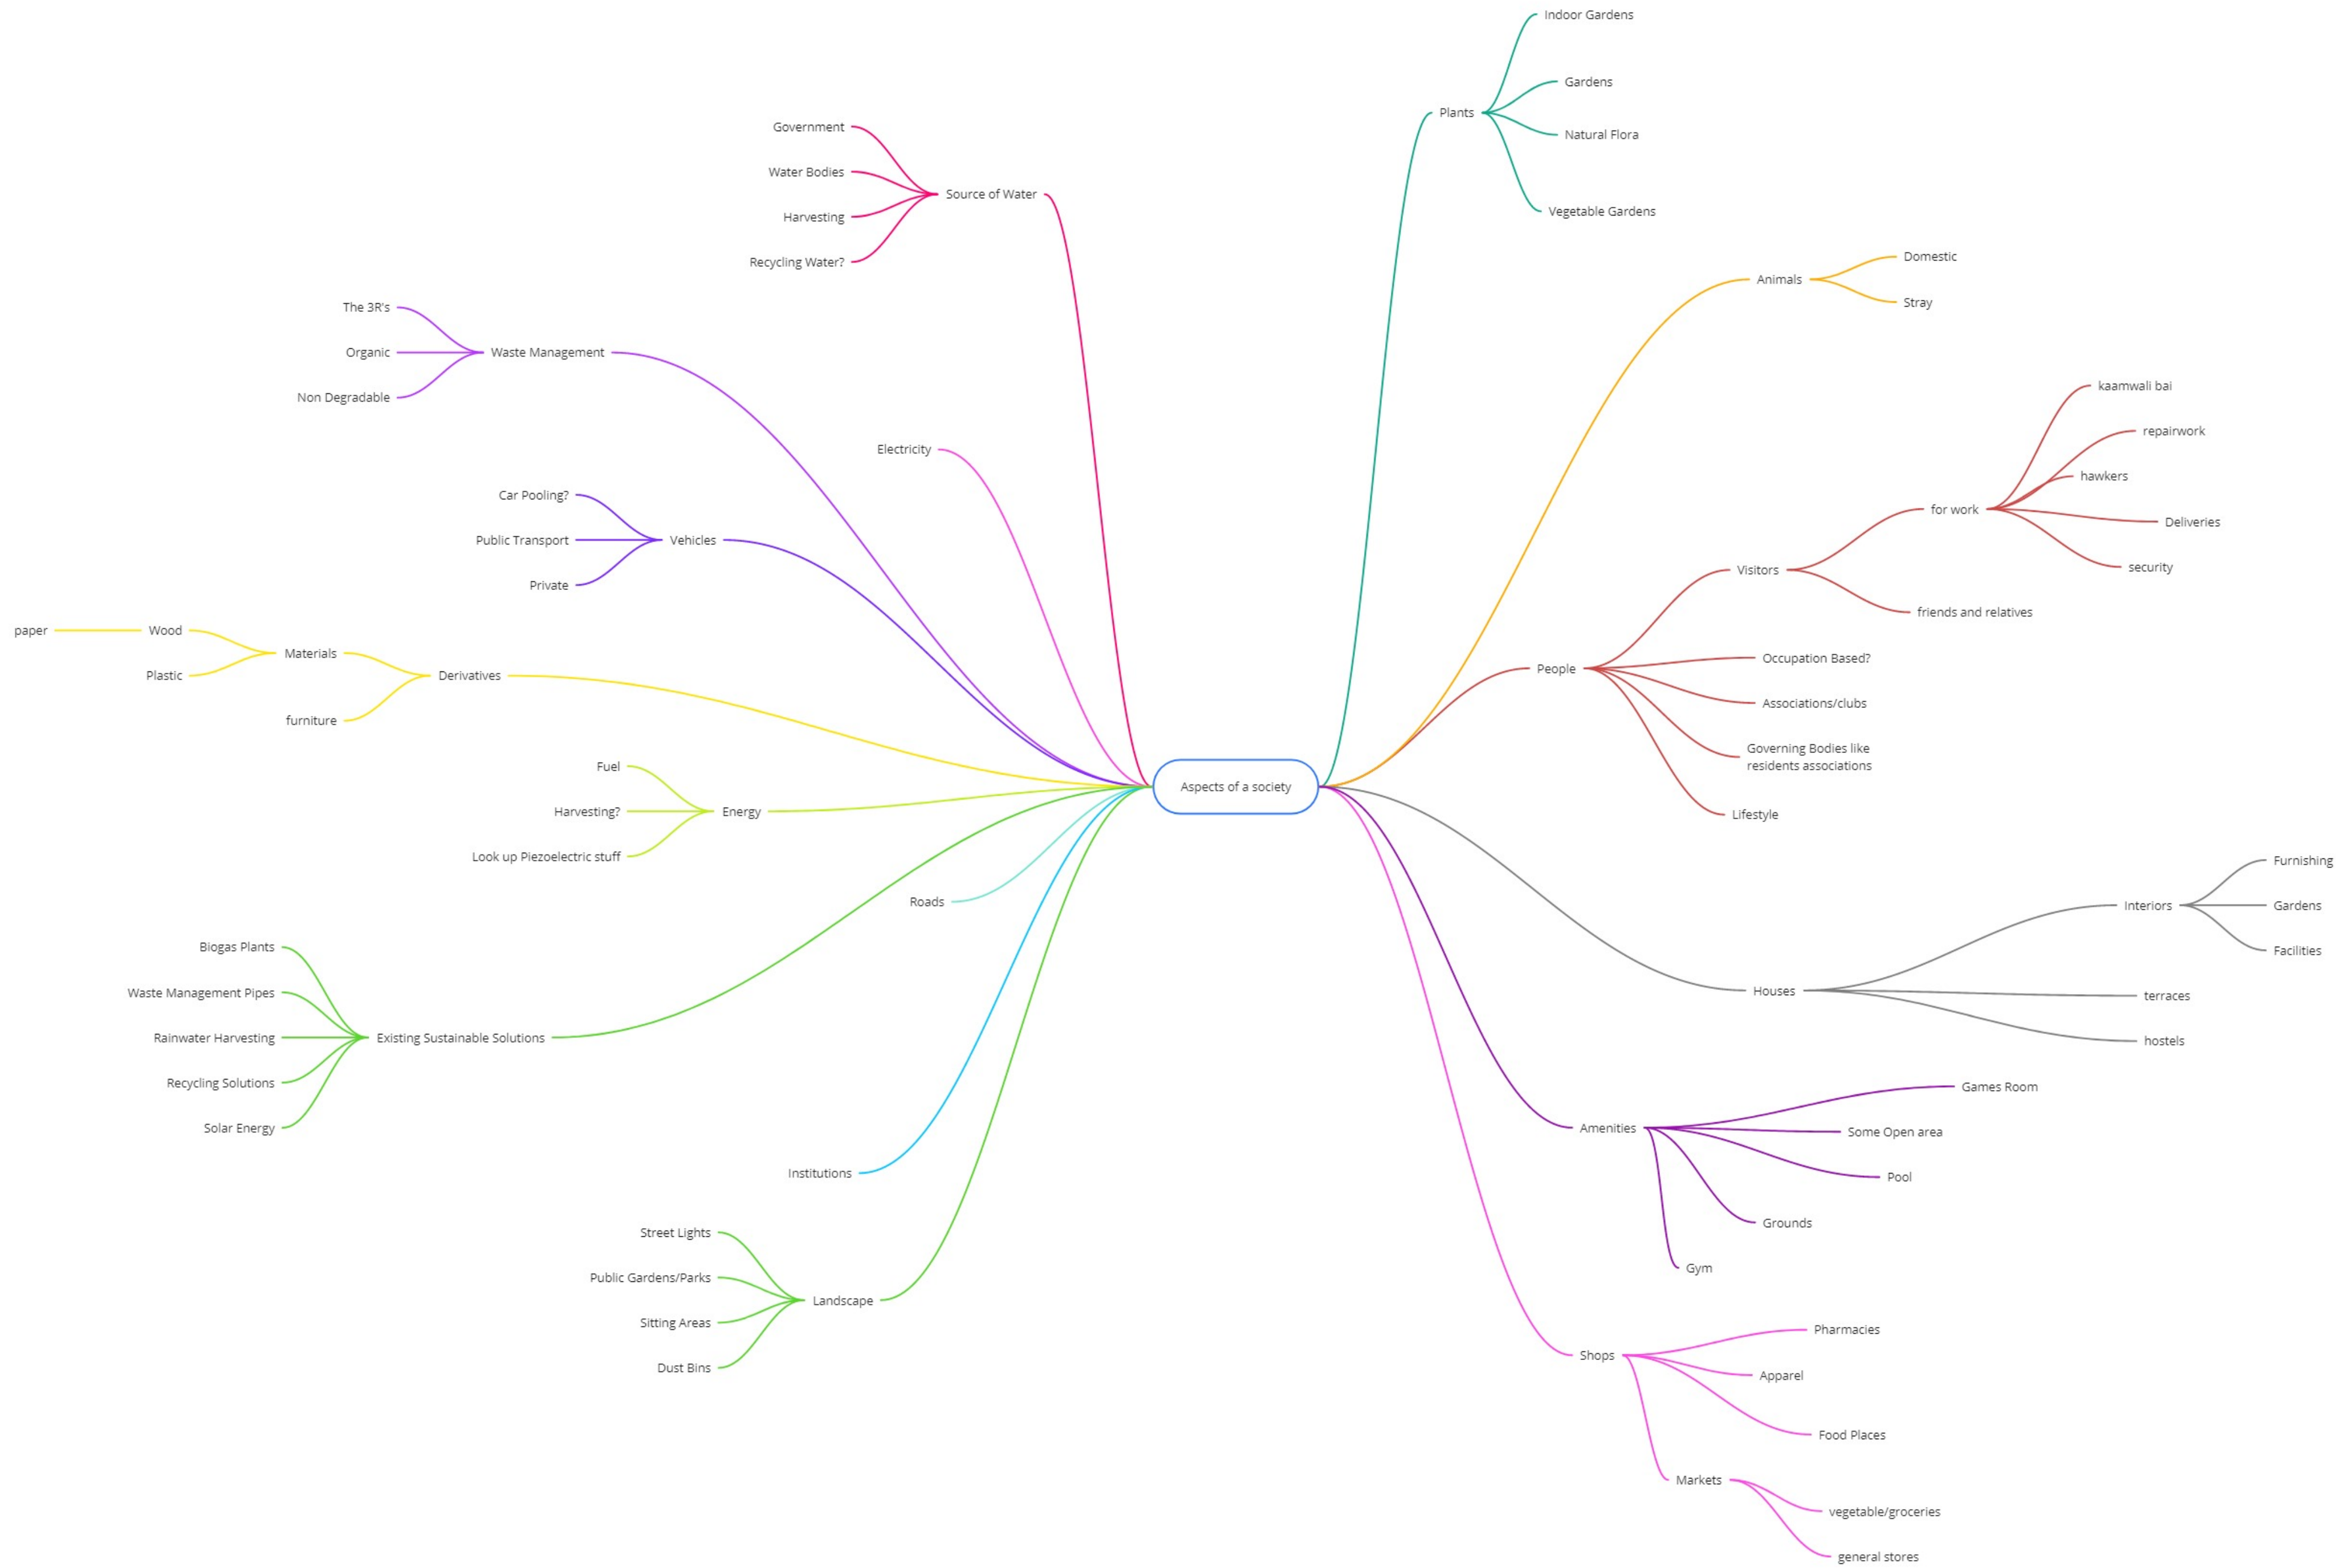 Indoor Gardens
Gardens
Plants
Natural Flora
Vegetable Gardens
Government
Water Bodies
Source of Water
Harvesting
Recycling Water?
Domestic
Animals
Stray
The 3R's
Organic
Waste Management
Non Degradable
Electricity
kaamwali bai
repairwork
hawkers
for work
Deliveries
security
Visitors
friends and relatives
Car Pooling?
Public Transport
Vehicles
Private
People
Occupation Based?
Associations/clubs
Governing Bodies like
residents associations
Lifestyle
paper
Wood
Materials
Plastic
Derivatives
furniture
Aspects of a society
Fuel
Harvesting?
Energy
Look up Piezoelectric stuff
Roads
Furnishing
Interiors
Gardens
Facilities
Houses
terraces
hostels
Biogas Plants
Waste Management Pipes
Rainwater Harvesting
Existing Sustainable Solutions
Recycling Solutions
Solar Energy
Games Room
Amenities
Some Open area
Pool
Grounds
Gym
Institutions
Street Lights
Public Gardens/Parks
Landscape
Sitting Areas
Dust Bins
Pharmacies
Shops
Apparel
Food Places
Markets
vegetable/groceries
general stores